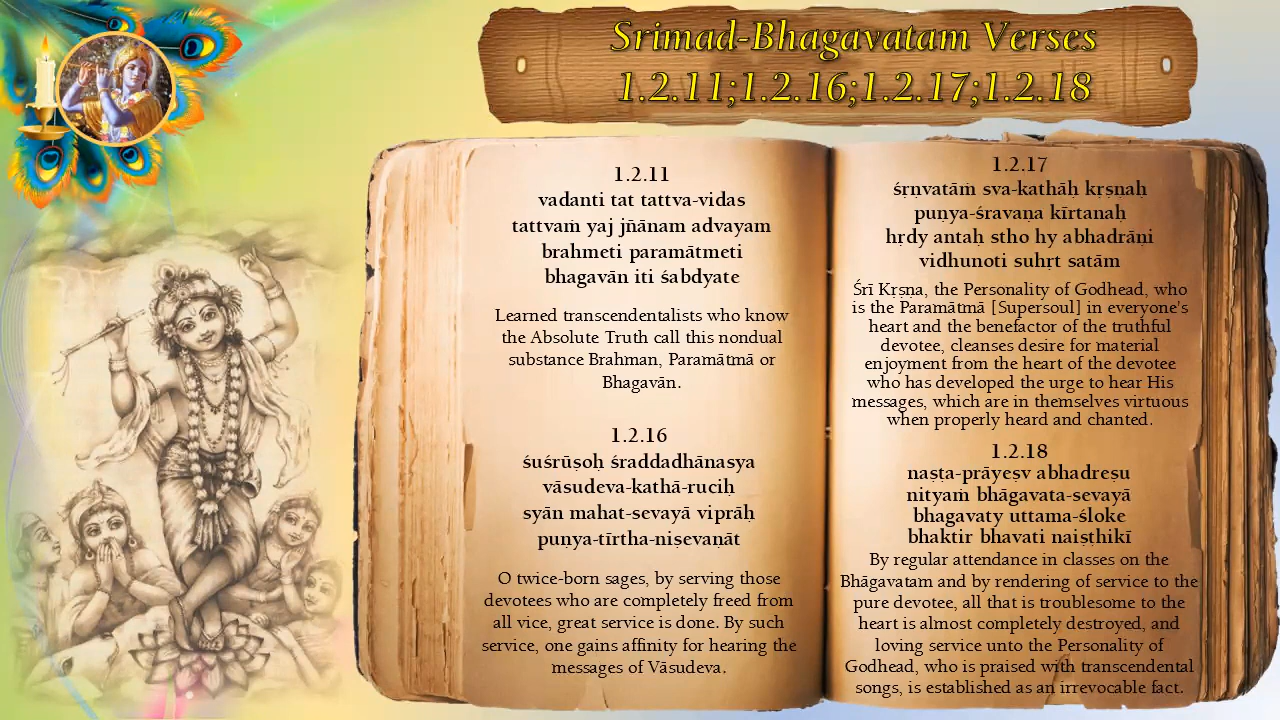 Srimad-Bhagavatam Verses
1.2.11;1.2.16;1.2.17;1.2.18
1.2.11
vadanti tat tattva-vidas
tattvaṁ yaj jñānam advayam
brahmeti paramātmeti
bhagavān iti śabdyate
Learned transcendentalists who know
the Absolute Truth call this nondual
substance Brahman, Paramātmā or
Bhagavān.
1.2.16
śuśrūṣoḥ śraddadhānasya
vāsudeva-kathā-ruciḥ
syān mahat-sevayā viprāḥ
puṇya-tīrtha-niṣevaṇāt
O twice-born sages, by serving those
devotees who are completely freed from
all vice, great service is done. By such
service, one gains affinity for hearing the
messages of Vāsudeva.
1.2.17
śṛṇvatāṁ sva-kathāḥ kṛṣṇaḥ
puṇya-śravaṇa kīrtanaḥ
hṛdy antaḥ stho hy abhadrāṇi
vidhunoti suhṛt satām
Śrī Kṛṣṇa, the Personality of Godhead, who
is the Paramātmā [Supersoul] in everyone's
heart and the benefactor of the truthful
devotee, cleanses desire for material
enjoyment from the heart of the devotee
who has developed the urge to hear His
messages, which are in themselves virtuous
when properly heard and chanted.
1.2.18
naṣṭa-prāyeṣv abhadreṣu
nityaṁ bhāgavata-sevayā
bhagavaty uttama-śloke
bhaktir bhavati naiṣṭhikī
By regular attendance in classes on the
Bhāgavatam and by rendering of service to the
pure devotee, all that is troublesome to the
heart is almost completely destroyed, and
loving service unto the Personality of
Godhead, who is praised with transcendental
songs, is established as an irrevocable fact.